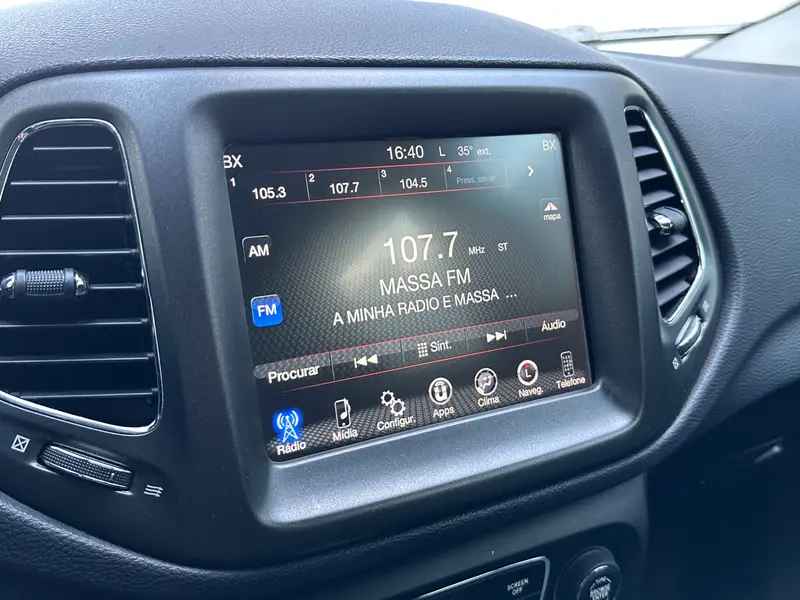 BX 16:40 L 35° ext. BX
1 105.3 2 107.7 3 104.5 4 Press. salvar
mapa
AM
107.7 MHz ST
MASSA FM
FM
A MINHA RADIO E MASSA ...
Procurar Sint. Áudio
Rádio Mídia Configur. Apps Clima Naveg. Telefone
SCREEN OFF